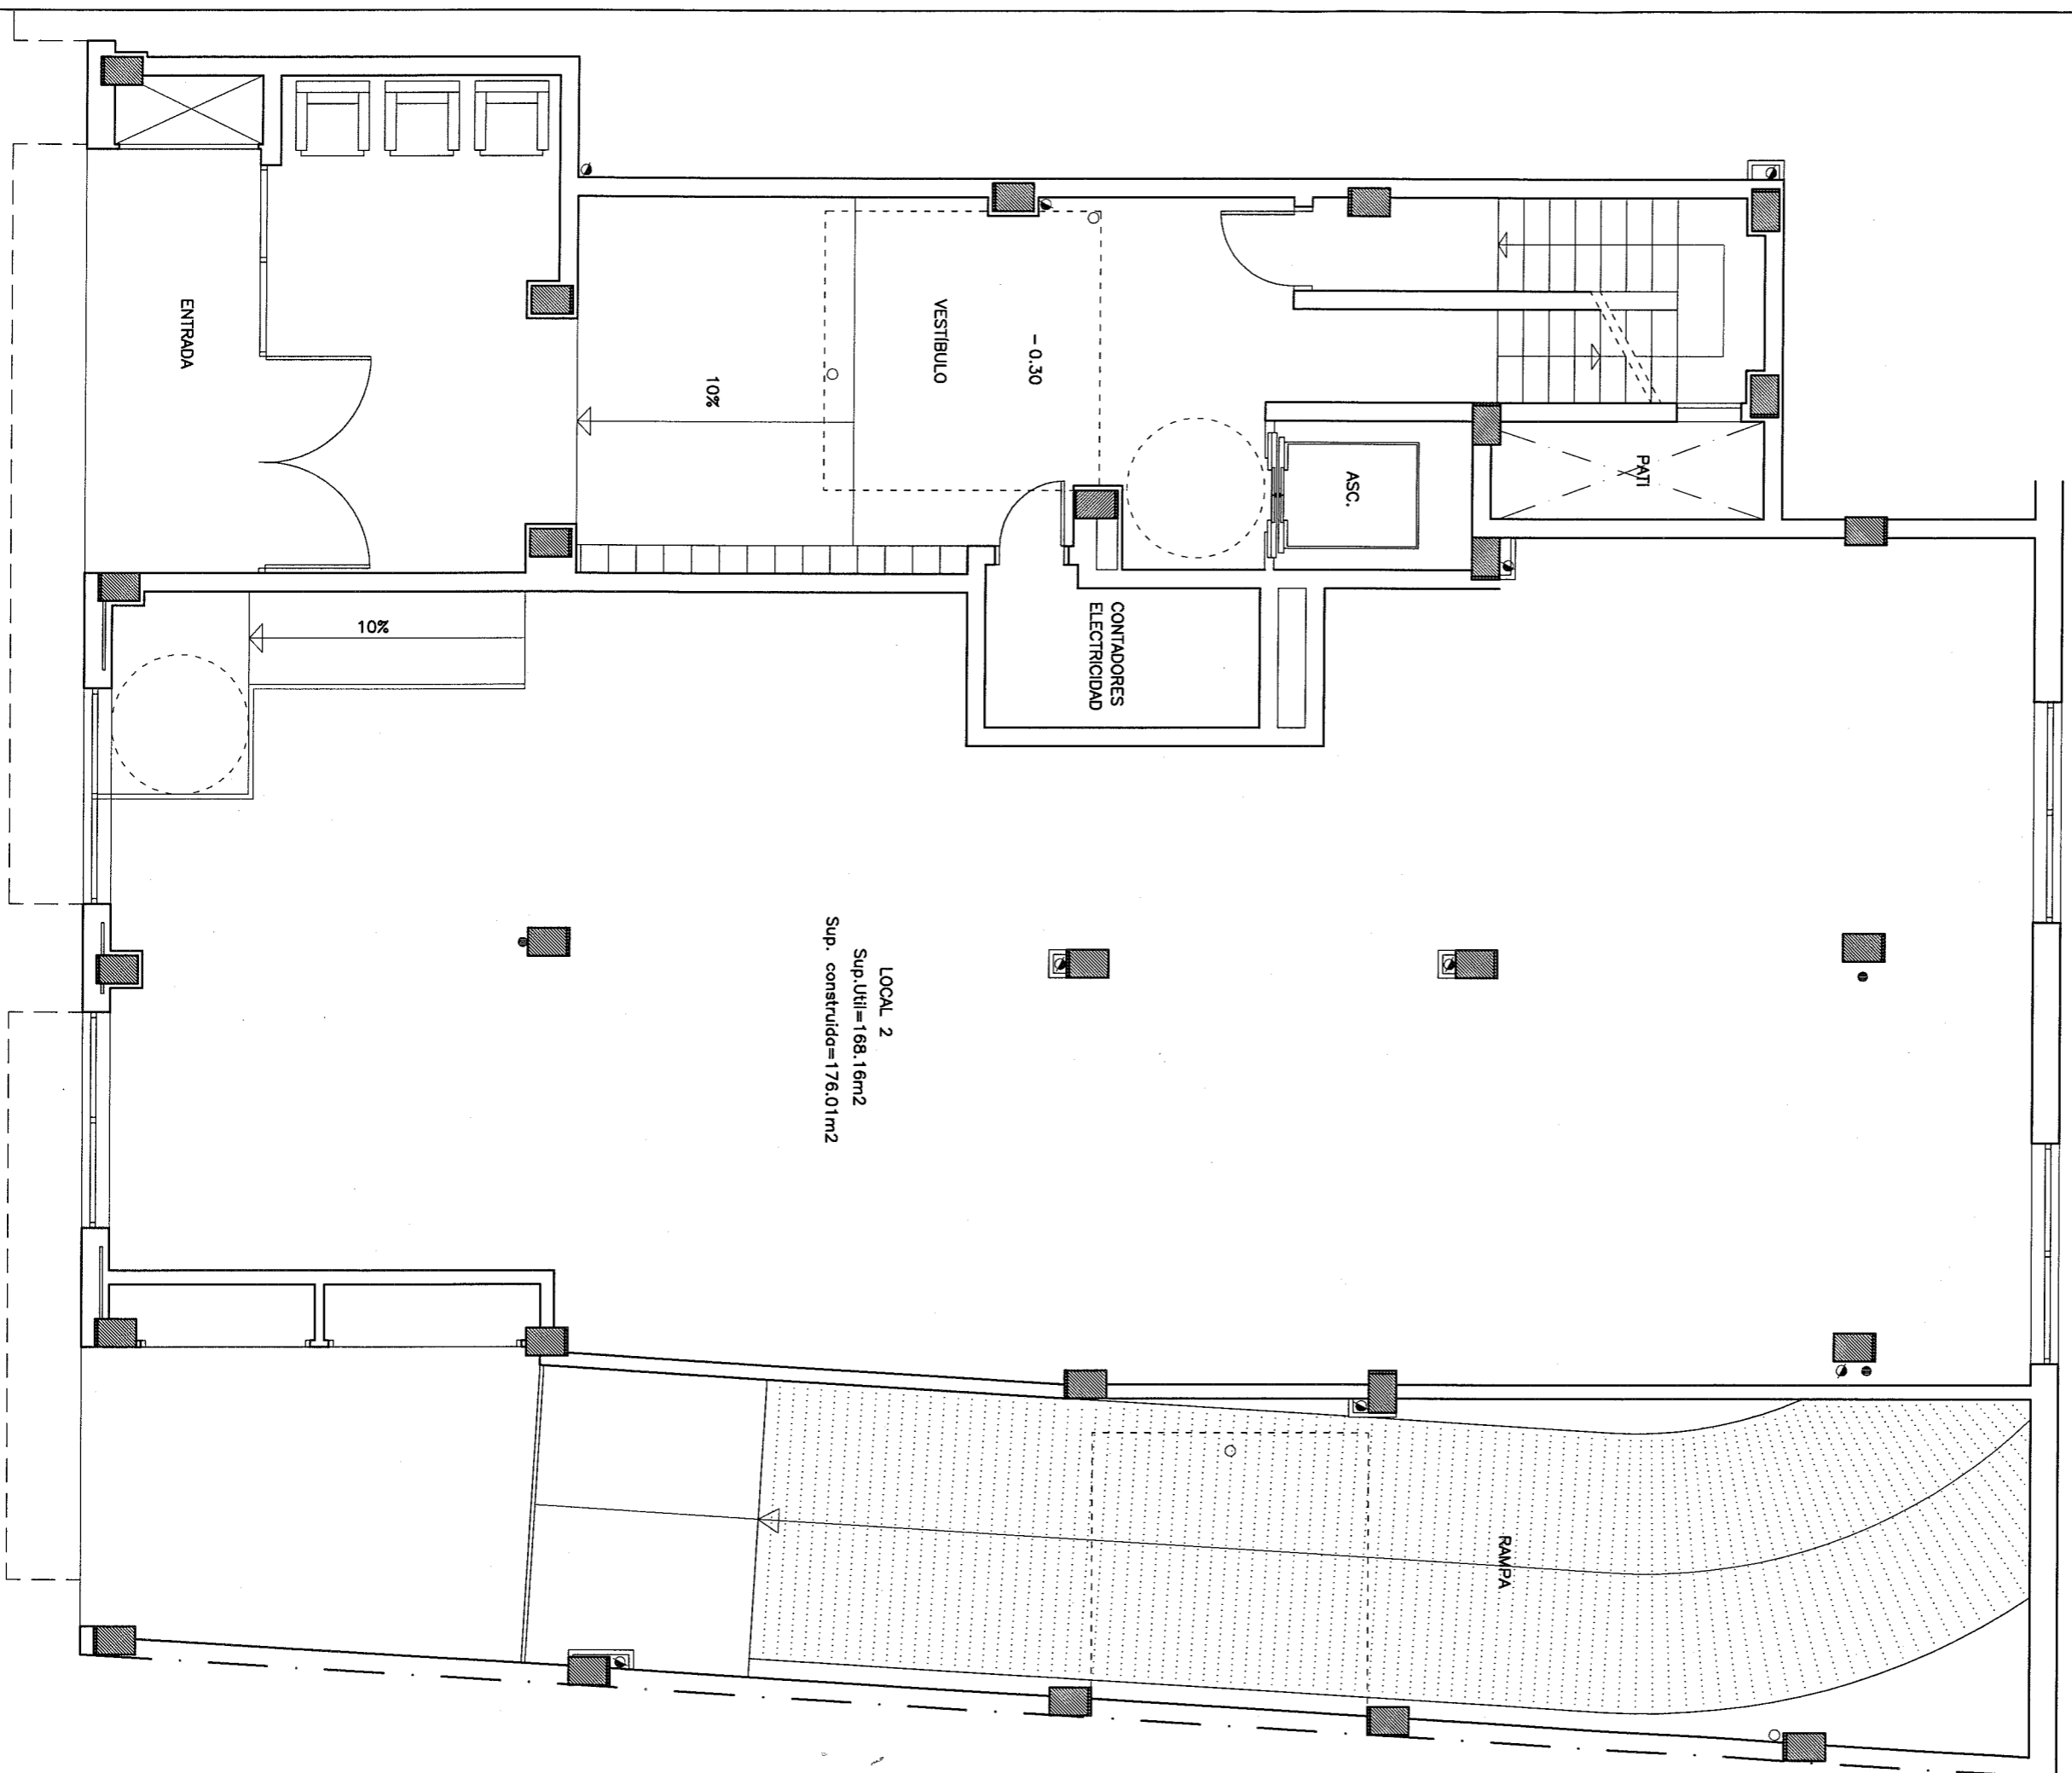 ENTRADA
VESTÍBULO
-0.30
10%
ASC.
PATI
10%
CONTADORES
ELECTRICIDAD
LOCAL 2
Sup.Util=168.16m2
Sup. construida=176.01m2
RAMPA